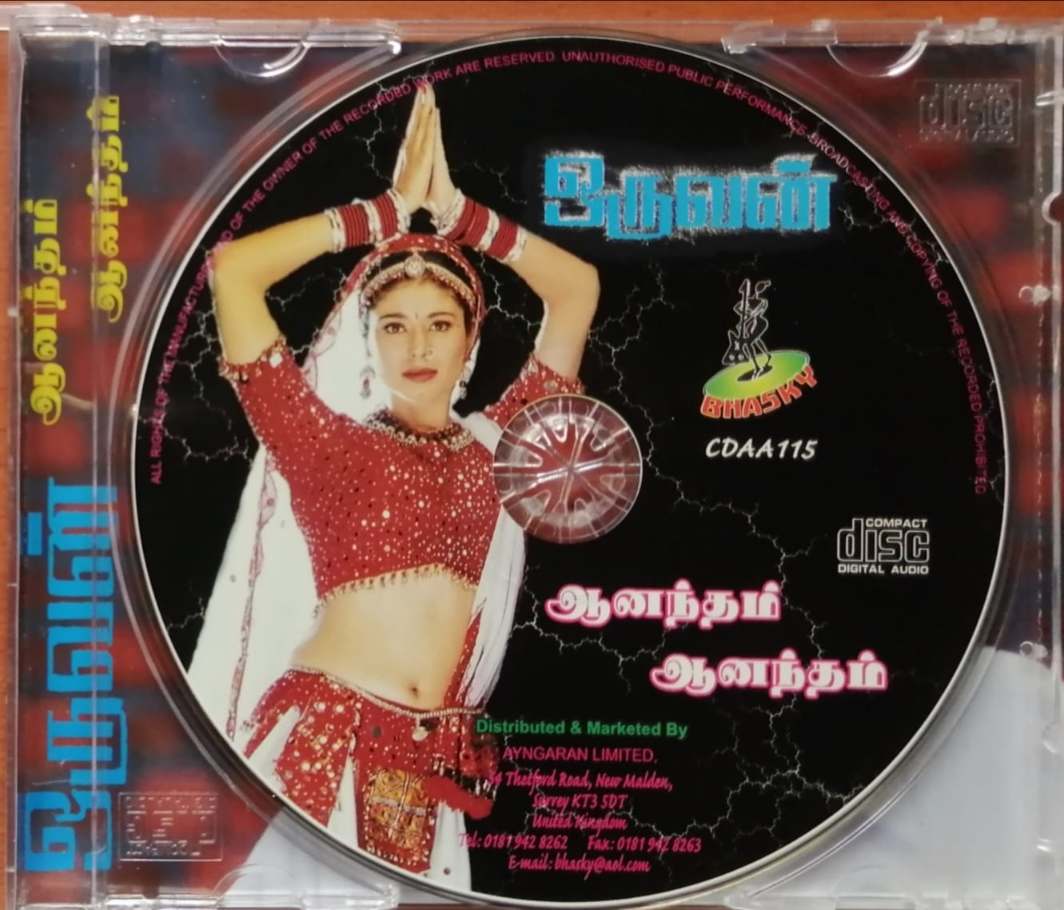 ஆனந்தம்
ஆனந்தம்
ஒருவன்
ALL RIGHTS OF THE MANUFACTURER AND OF THE OWNER OF THE RECORDED WORK ARE RESERVED. UNAUTHORISED PUBLIC PERFORMANCE-BROADCASTING AND COPYING OF THE RECORDED PROHIBITED
ஒருவன்
BHASKY
CDAA115
COMPACT
disc
DIGITAL AUDIO
ஆனந்தம்
ஆனந்தம்
Distributed & Marketed By
AYNGARAN LIMITED.
Thetford Road, New Malden,
Surrey KT3 5DT
United Kingdom
Tel: 0181 942 8262 Fax: 0181 942 8263
E-mail: bhasky@aol.com
disc